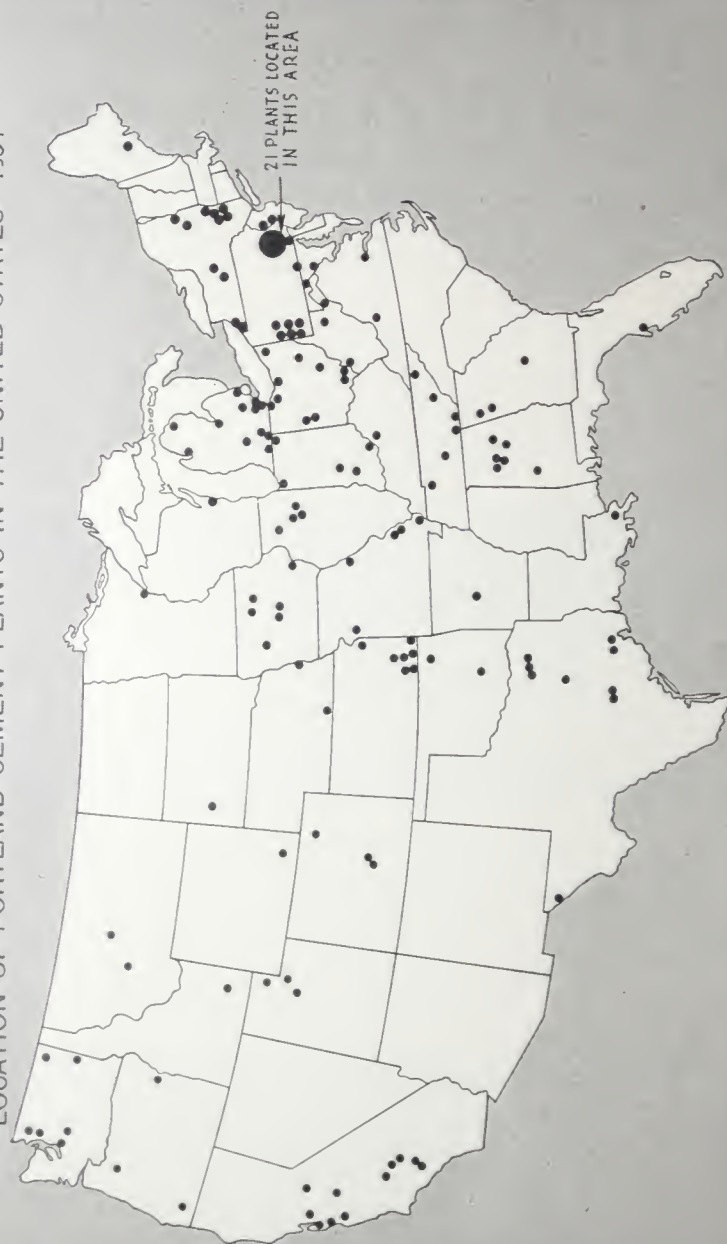 LOCATION OF PORTLAND CEMENT PLANTS IN THE UNITED STATES
21 PLANTS LOCATED
IN THIS AREA